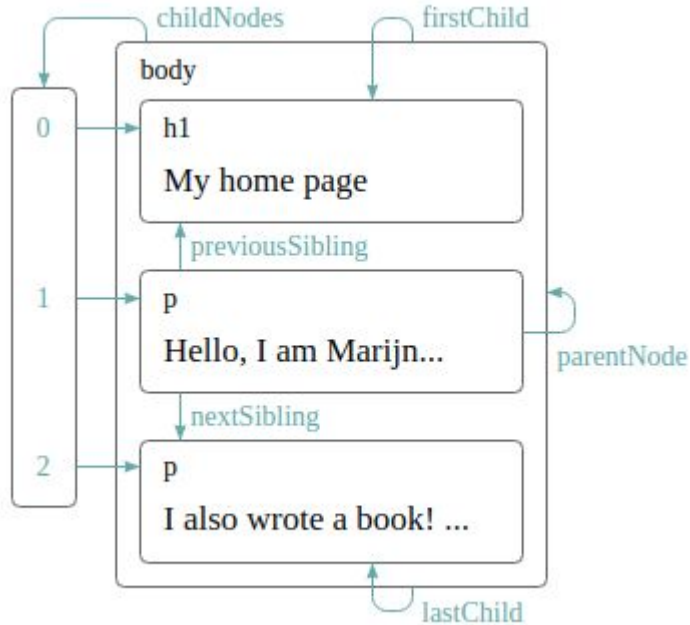 childNodes
firstChild
body
0
h1
My home page
previousSibling
1
p
Hello, I am Marijn...
parentNode
nextSibling
2
p
I also wrote a book! ...
lastChild